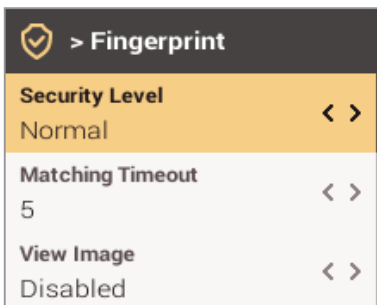 > Fingerprint
Security Level
Normal
Matching Timeout
5
View Image
Disabled